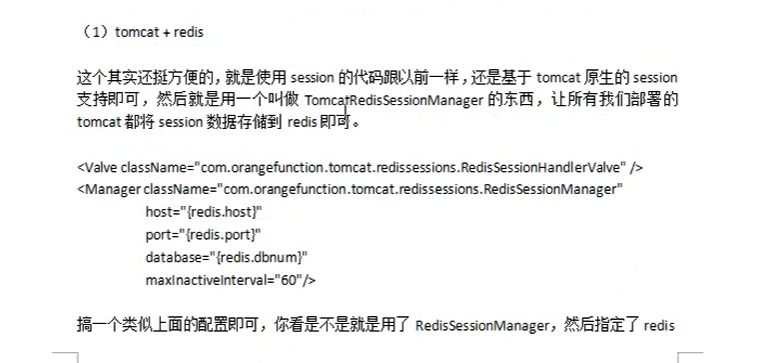 （1）tomcat + redis
这个其实还挺方便的，就是使用 session 的代码跟以前一样，还是基于 tomcat 原生的 session
支持即可，然后就是用一个叫做 TomcatRedisSessionManager 的东西，让所有我们部署的
tomcat 都将 session 数据存储到 redis 即可。
<Valve className="com.orangefunction.tomcat.redissessions.RedisSessionHandlerValve" />
<Manager className="com.orangefunction.tomcat.redissessions.RedisSessionManager"
host="{redis.host}"
port="{redis.port}"
database="{redis.dbnum}"
maxInactiveInterval="60"/>
搞一个类似上面的配置即可，你看是不是就是用了 RedisSessionManager，然后指定了 redis